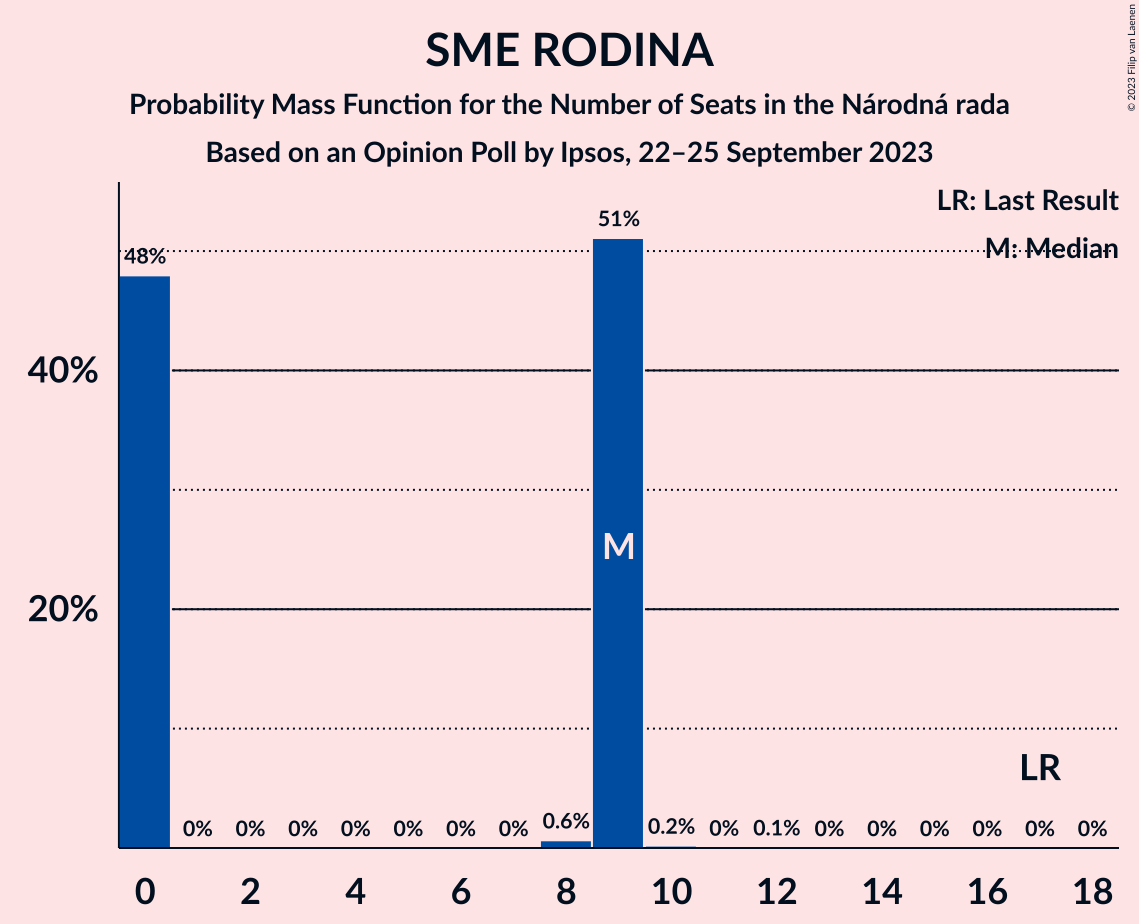 SME RODINA
Probability Mass Function for the Number of Seats in the Národná rada
Based on an Opinion Poll by Ipsos, 22–25 September 2023
© 2023 Filip van Laenen
LR: Last Result
M: Median
48%
51%
40%
20%
M
LR
0% 0% 0% 0% 0% 0% 0% 0.6% 0.2% 0% 0.1% 0% 0% 0% 0% 0% 0%
0 2 4 6 8 10 12 14 16 18